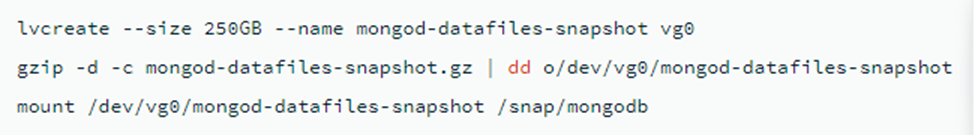 lvcreate --size 250GB --name mongod-datafiles-snapshot vg0
gzip -d -c mongod-datafiles-snapshot.gz | dd o/dev/vg0/mongod-datafiles-snapshot
mount /dev/vg0/mongod-datafiles-snapshot /snap/mongodb